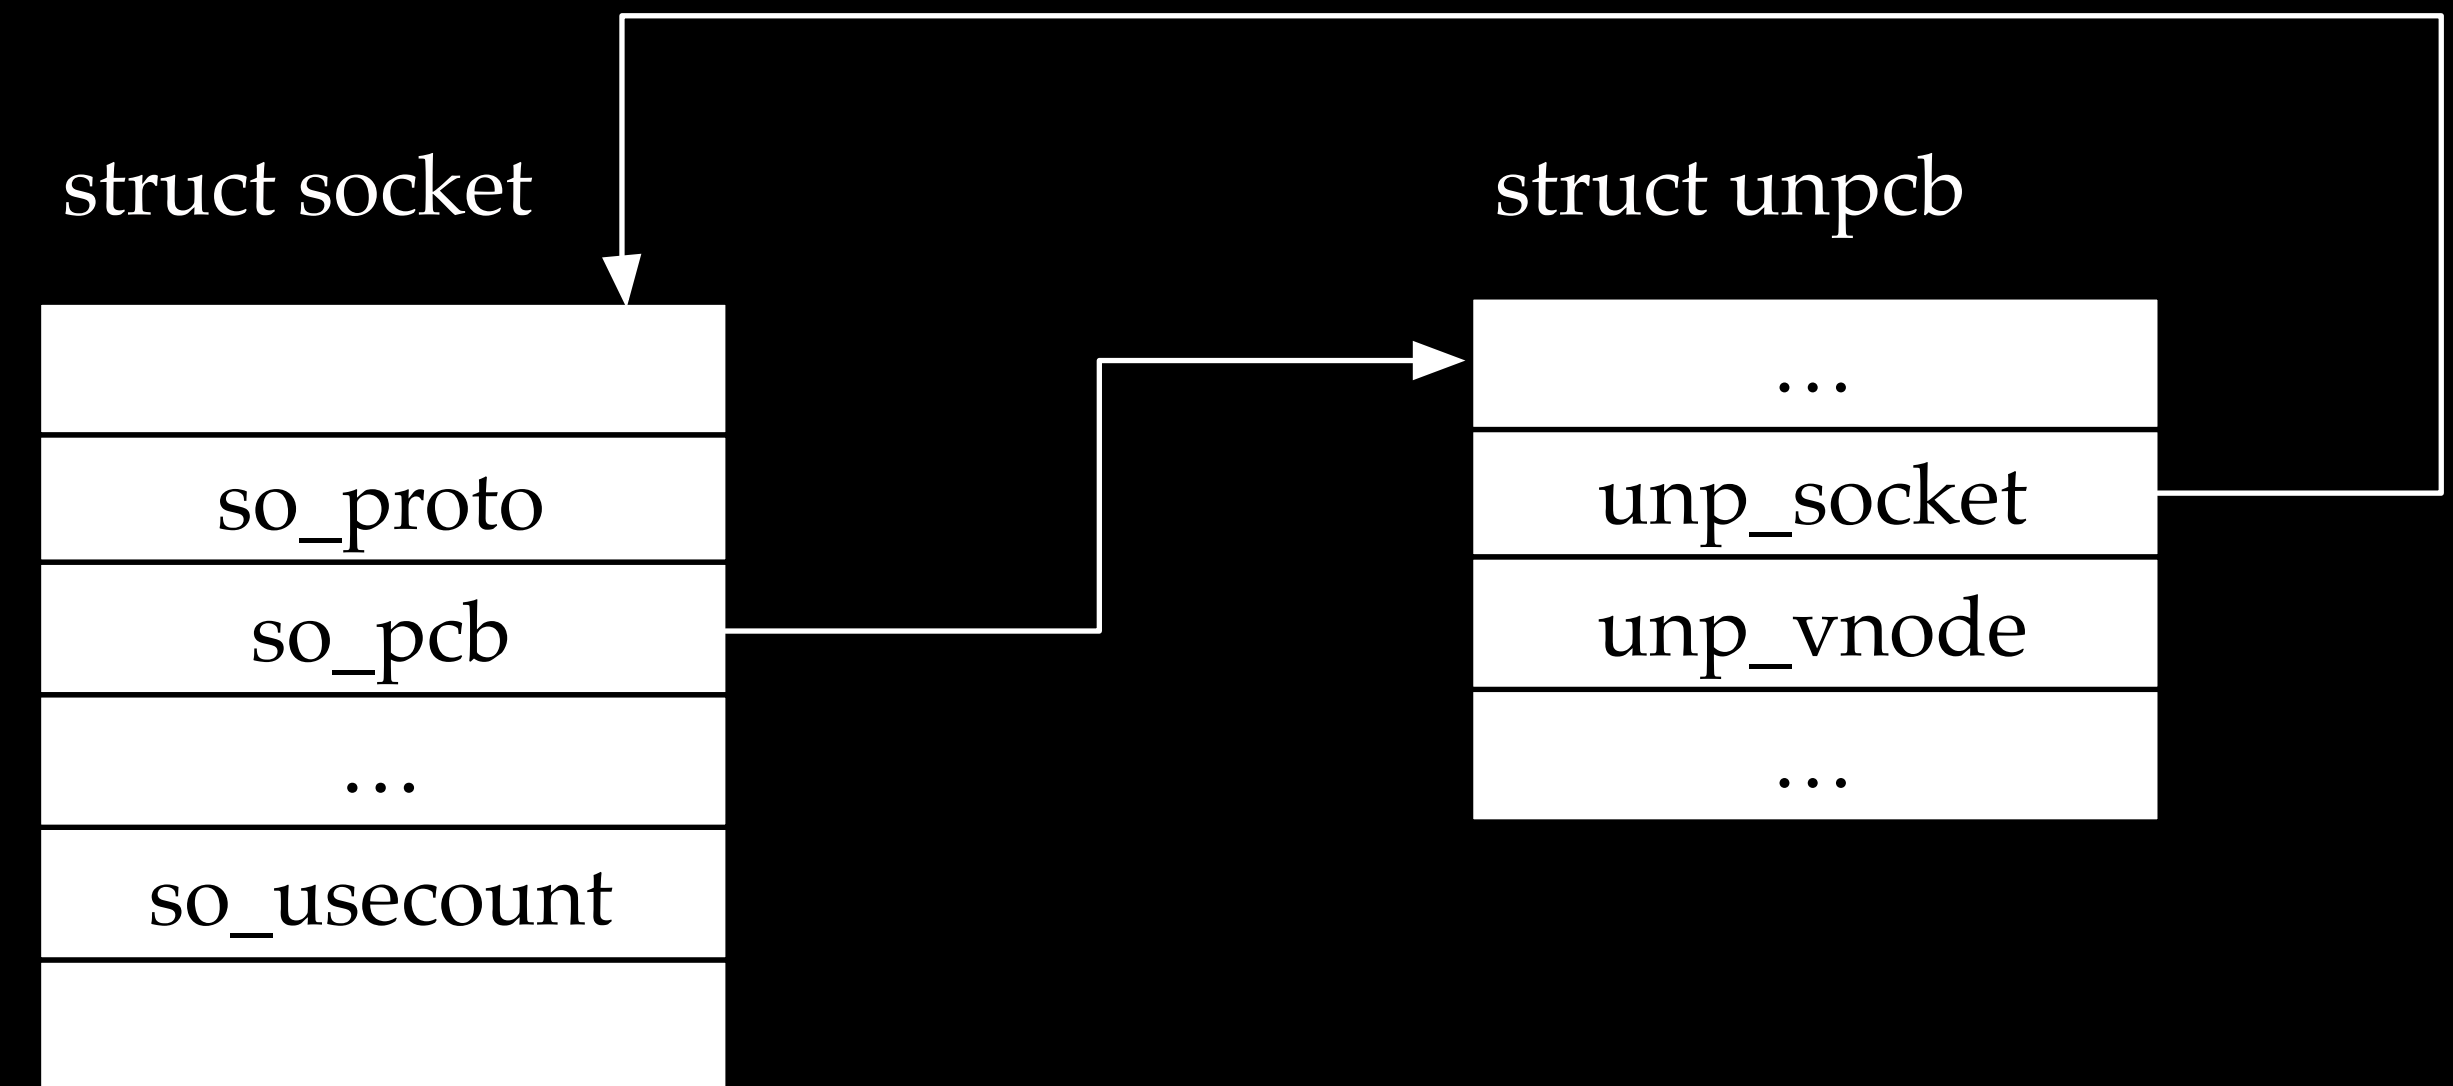 struct socket
so_proto
so_pcb
...
so_usecount
struct unpcb
...
unp_socket
unp_vnode
...